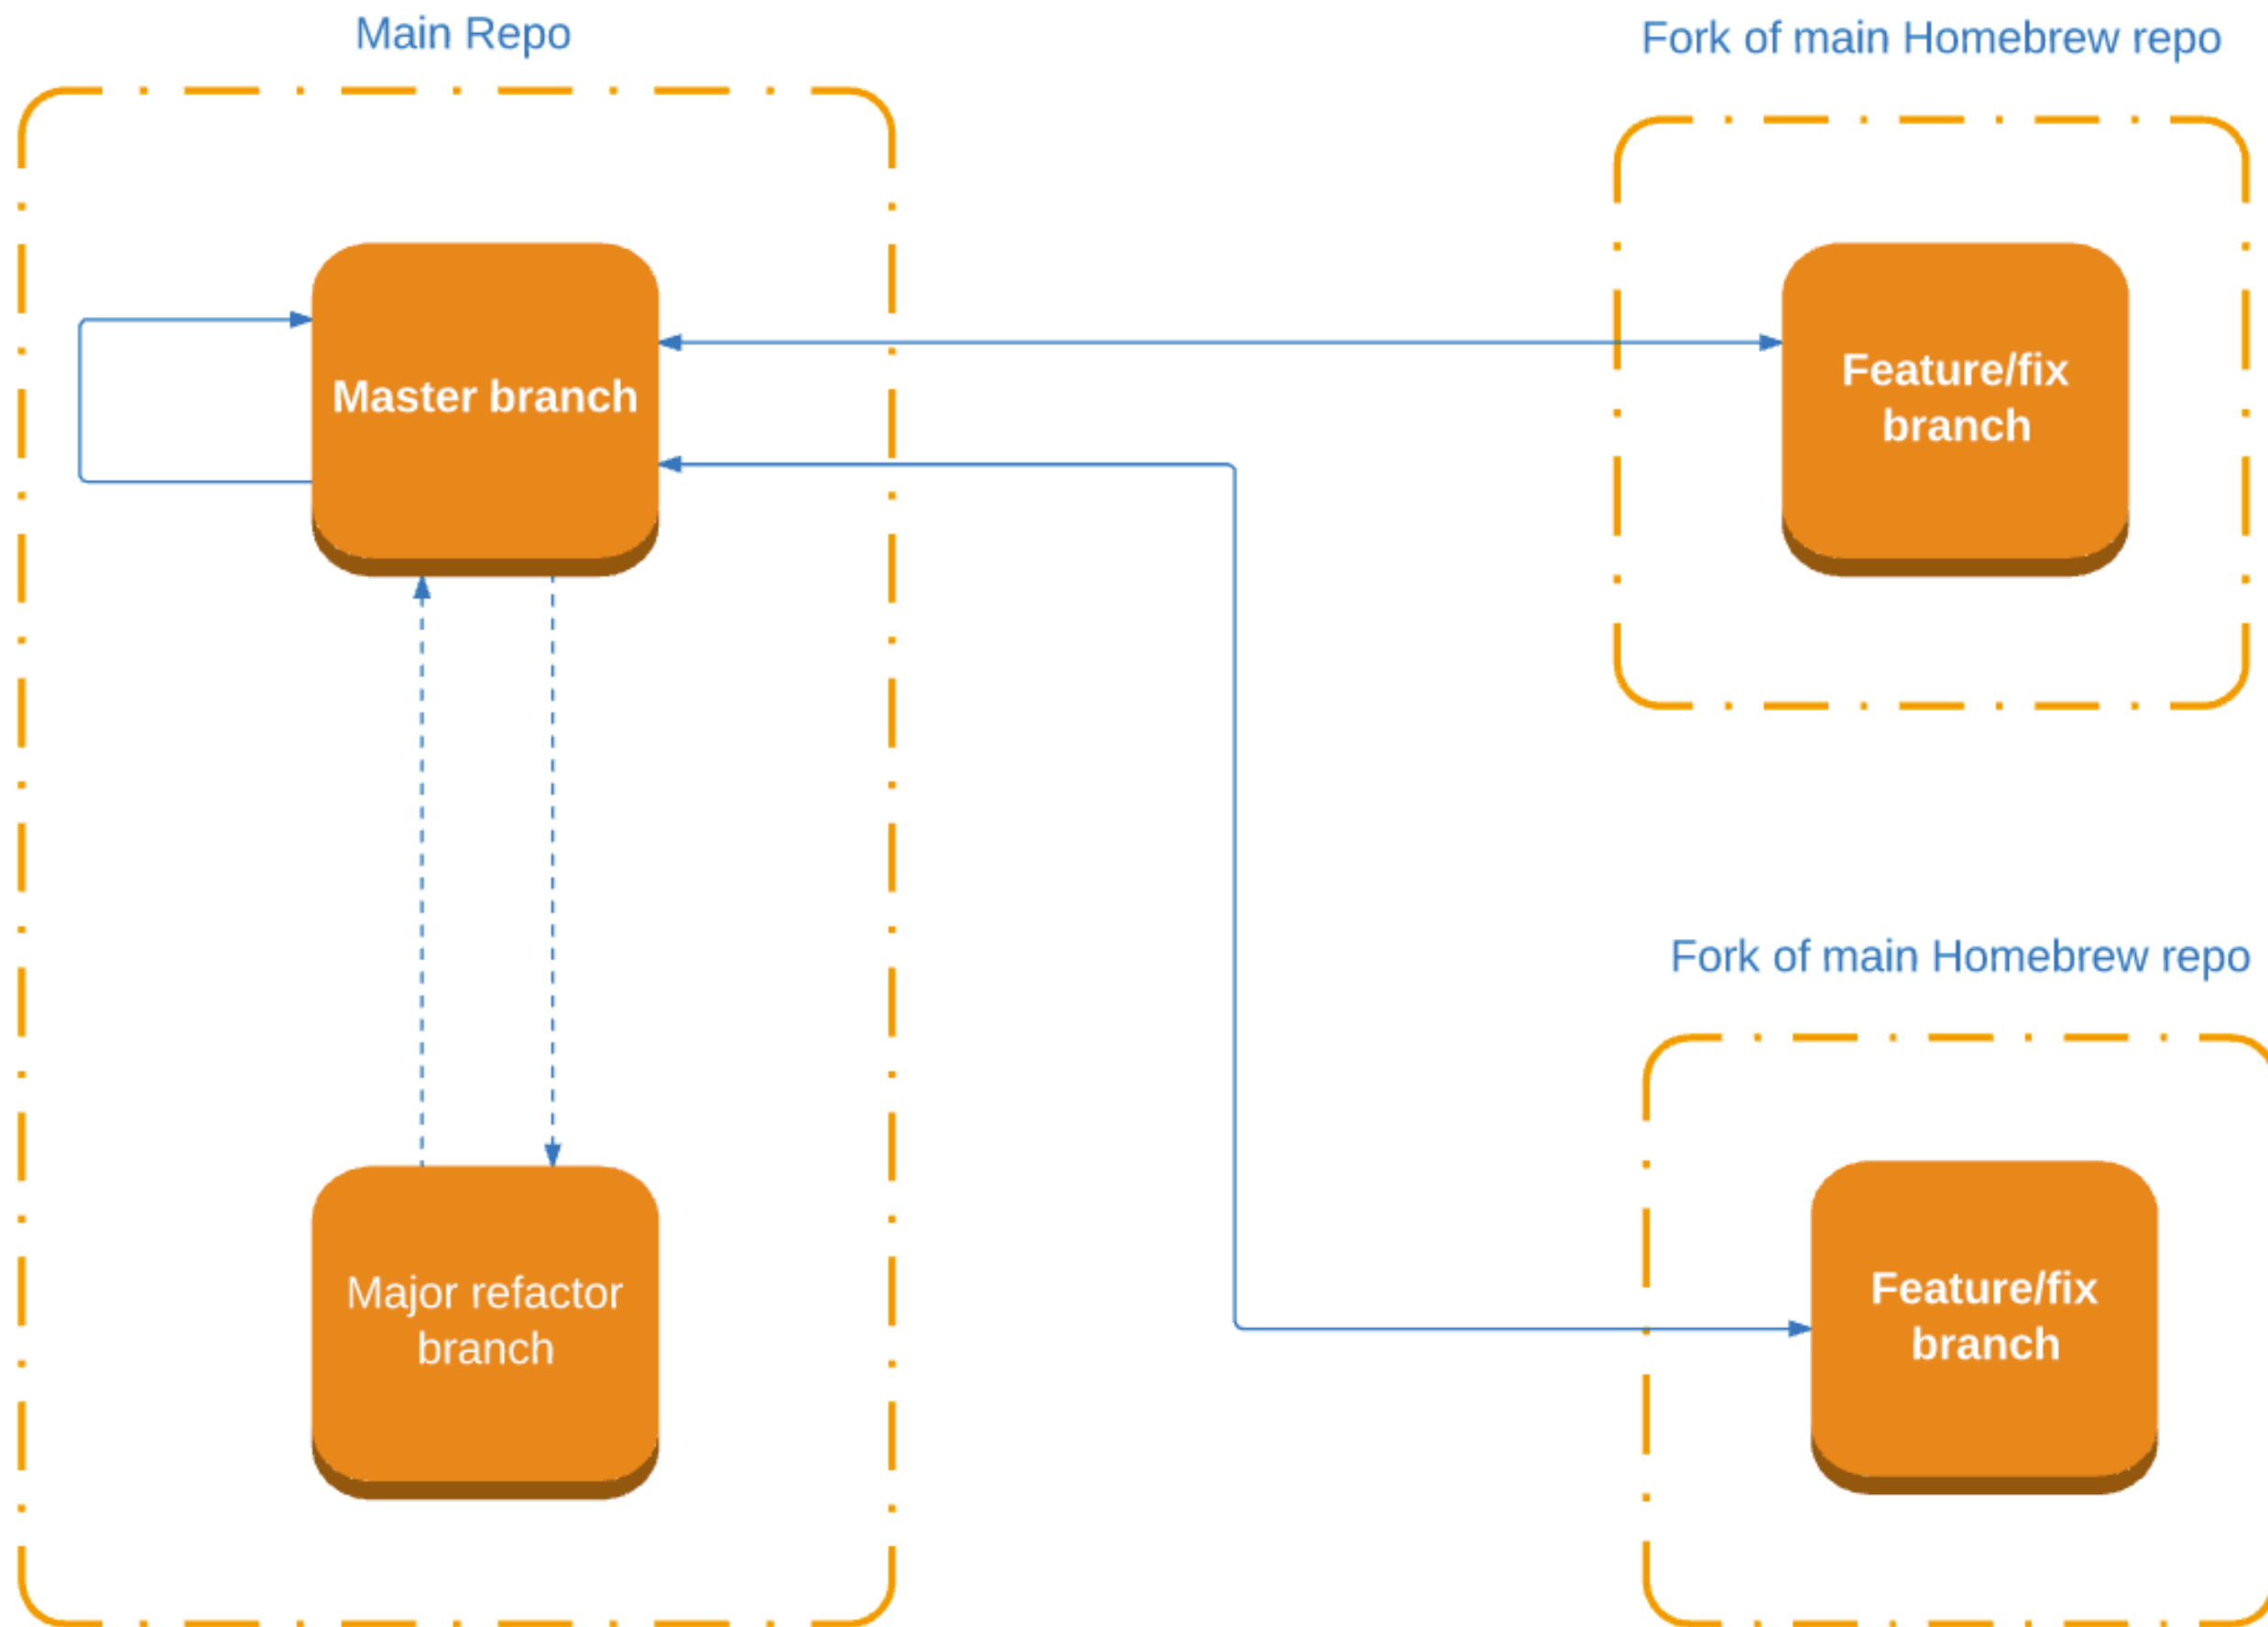 Main Repo
Fork of main Homebrew repo
Master branch
Feature/fix
branch
Fork of main Homebrew repo
Major refactor
branch
Feature/fix
branch